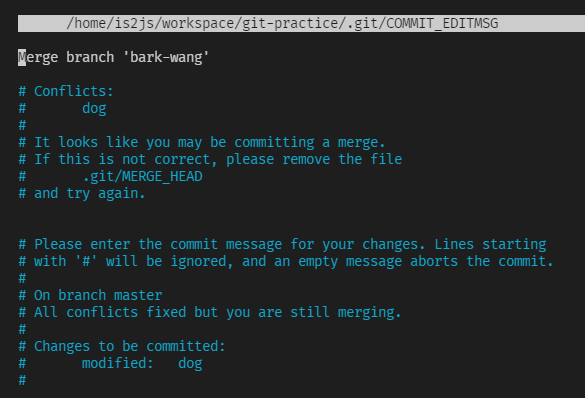 /home/is2js/workspace/git-practice/.git/COMMIT_EDITMSG
Merge branch 'bark-wang'
# Conflicts:
#       dog
#
# It looks like you may be committing a merge.
# If this is not correct, please remove the file
#       .git/MERGE_HEAD
# and try again.
# Please enter the commit message for your changes. Lines starting
# with '#' will be ignored, and an empty message aborts the commit.
#
# On branch master
# All conflicts fixed but you are still merging.
#
# Changes to be committed:
#       modified:   dog
#